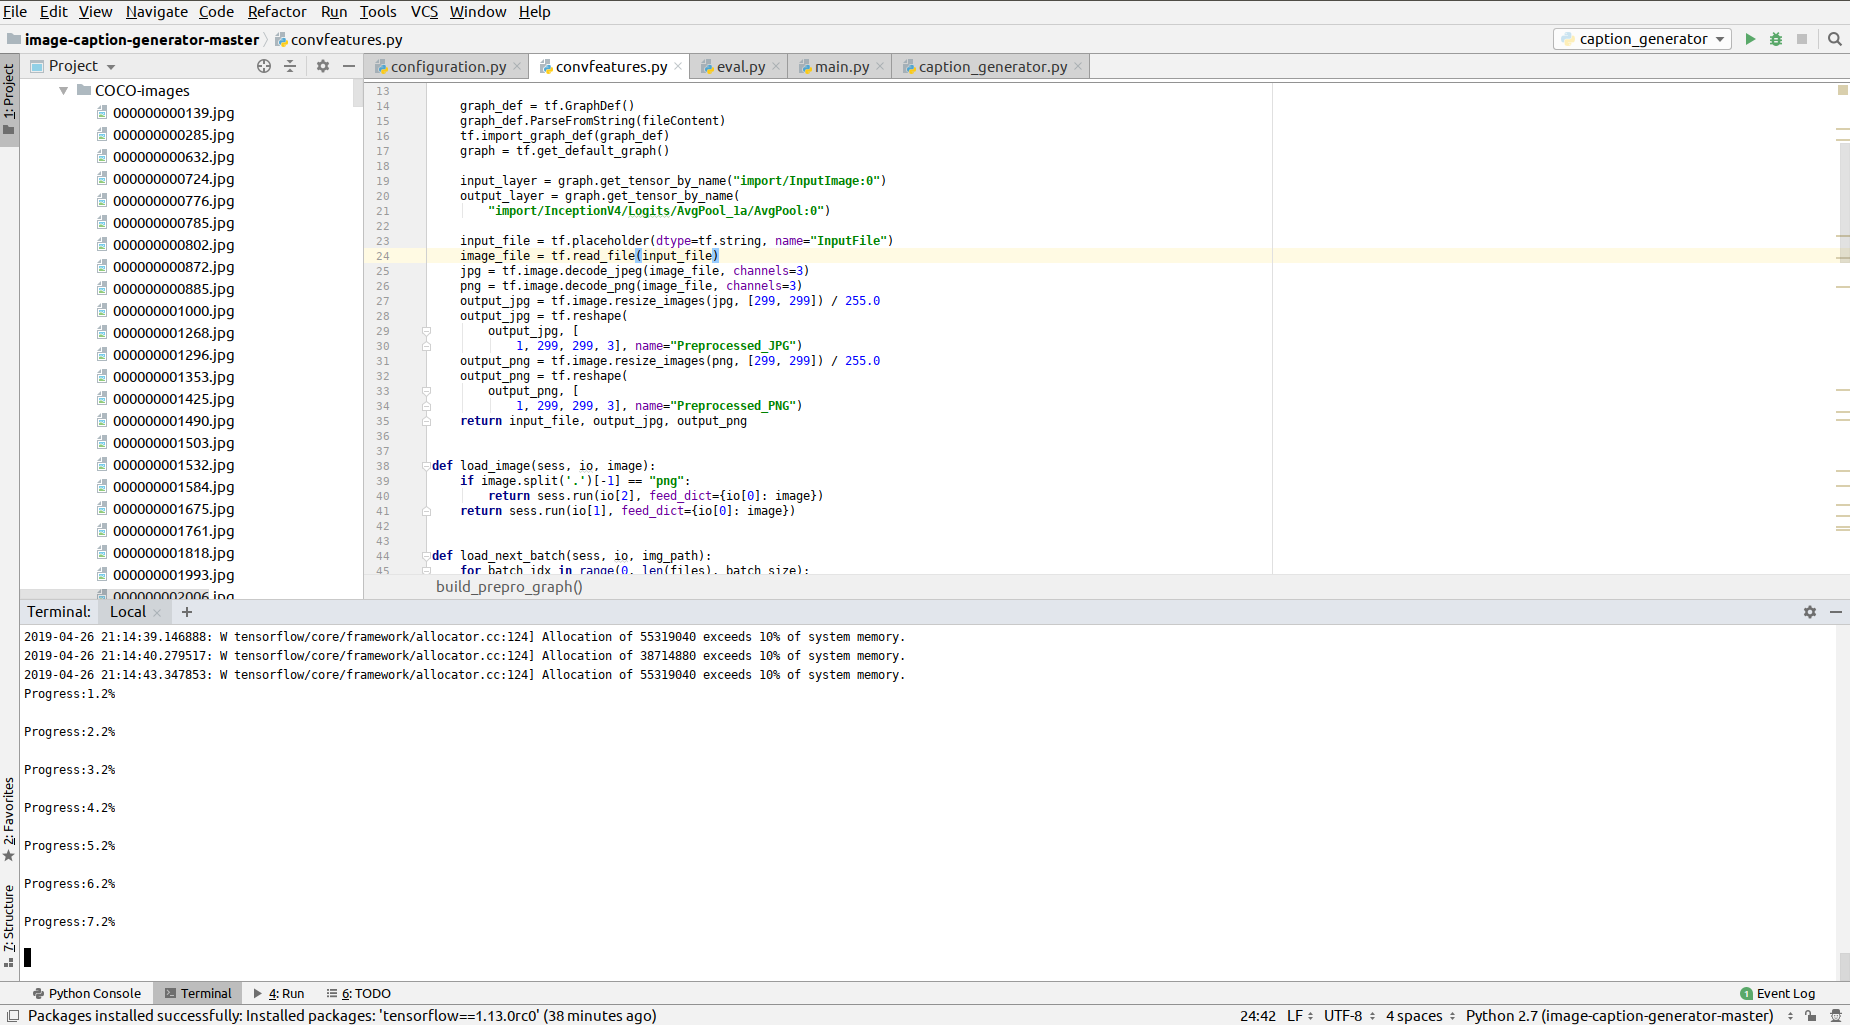 File Edit View Navigate Code Refactor Run Tools VCS Window Help
image-caption-generator-master convfeatures.py caption_generator
1: Project
Project
configuration.py convfeatures.py eval.py main.py caption_generator.py
COCO-images
000000000139.jpg
000000000285.jpg
000000000632.jpg
000000000724.jpg
000000000776.jpg
000000000785.jpg
000000000802.jpg
000000000872.jpg
000000000885.jpg
000000001000.jpg
000000001268.jpg
000000001296.jpg
000000001353.jpg
000000001425.jpg
000000001490.jpg
000000001503.jpg
000000001532.jpg
000000001584.jpg
000000001675.jpg
000000001761.jpg
000000001818.jpg
000000001993.jpg
000000002006.jpg
13
14 graph_def = tf.GraphDef()
15 graph_def.ParseFromString(fileContent)
16 tf.import_graph_def(graph_def)
17 graph = tf.get_default_graph()
18
19 input_layer = graph.get_tensor_by_name("import/InputImage:0")
20 output_layer = graph.get_tensor_by_name(
21 "import/InceptionV4/Logits/AvgPool_1a/AvgPool:0")
22
23 input_file = tf.placeholder(dtype=tf.string, name="InputFile")
24 image_file = tf.read_file(input_file)
25 jpg = tf.image.decode_jpeg(image_file, channels=3)
26 png = tf.image.decode_png(image_file, channels=3)
27 output_jpg = tf.image.resize_images(jpg, [299, 299]) / 255.0
28 output_jpg = tf.reshape(
29 output_jpg, [
30 1, 299, 299, 3], name="Preprocessed_JPG")
31 output_png = tf.image.resize_images(png, [299, 299]) / 255.0
32 output_png = tf.reshape(
33 output_png, [
34 1, 299, 299, 3], name="Preprocessed_PNG")
35 return input_file, output_jpg, output_png
36
37
38 def load_image(sess, io, image):
39 if image.split('.')[-1] == "png":
40 return sess.run(io[2], feed_dict={io[0]: image})
41 return sess.run(io[1], feed_dict={io[0]: image})
42
43
44 def load_next_batch(sess, io, img_path):
45 for batch_idx in range(0, len(files), batch_size):
build_prepro_graph()
Terminal: Local +
2019-04-26 21:14:39.146888: W tensorflow/core/framework/allocator.cc:124] Allocation of 55319040 exceeds 10% of system memory.
2019-04-26 21:14:40.279517: W tensorflow/core/framework/allocator.cc:124] Allocation of 38714880 exceeds 10% of system memory.
2019-04-26 21:14:43.347853: W tensorflow/core/framework/allocator.cc:124] Allocation of 55319040 exceeds 10% of system memory.
Progress:1.2%
Progress:2.2%
Progress:3.2%
Progress:4.2%
Progress:5.2%
Progress:6.2%
Progress:7.2%
2: Favorites
7: Structure
Python Console Terminal 4: Run 6: TODO 1 Event Log
Packages installed successfully: Installed packages: 'tensorflow==1.13.0rc0' (38 minutes ago) 24:42 LF UTF-8 4 spaces Python 2.7 (image-caption-generator-master)